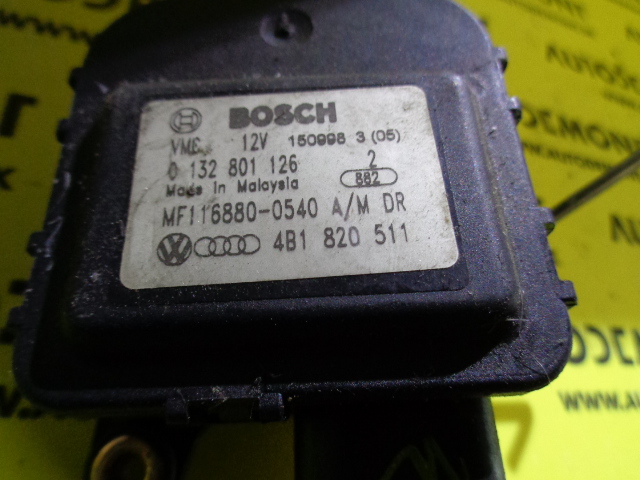 BOSCH
VMC 12V 150998 3 (05)
0 132 801 126 2
Made in Malaysia 882
MF116880-0540 A/M DR
4B1 820 511